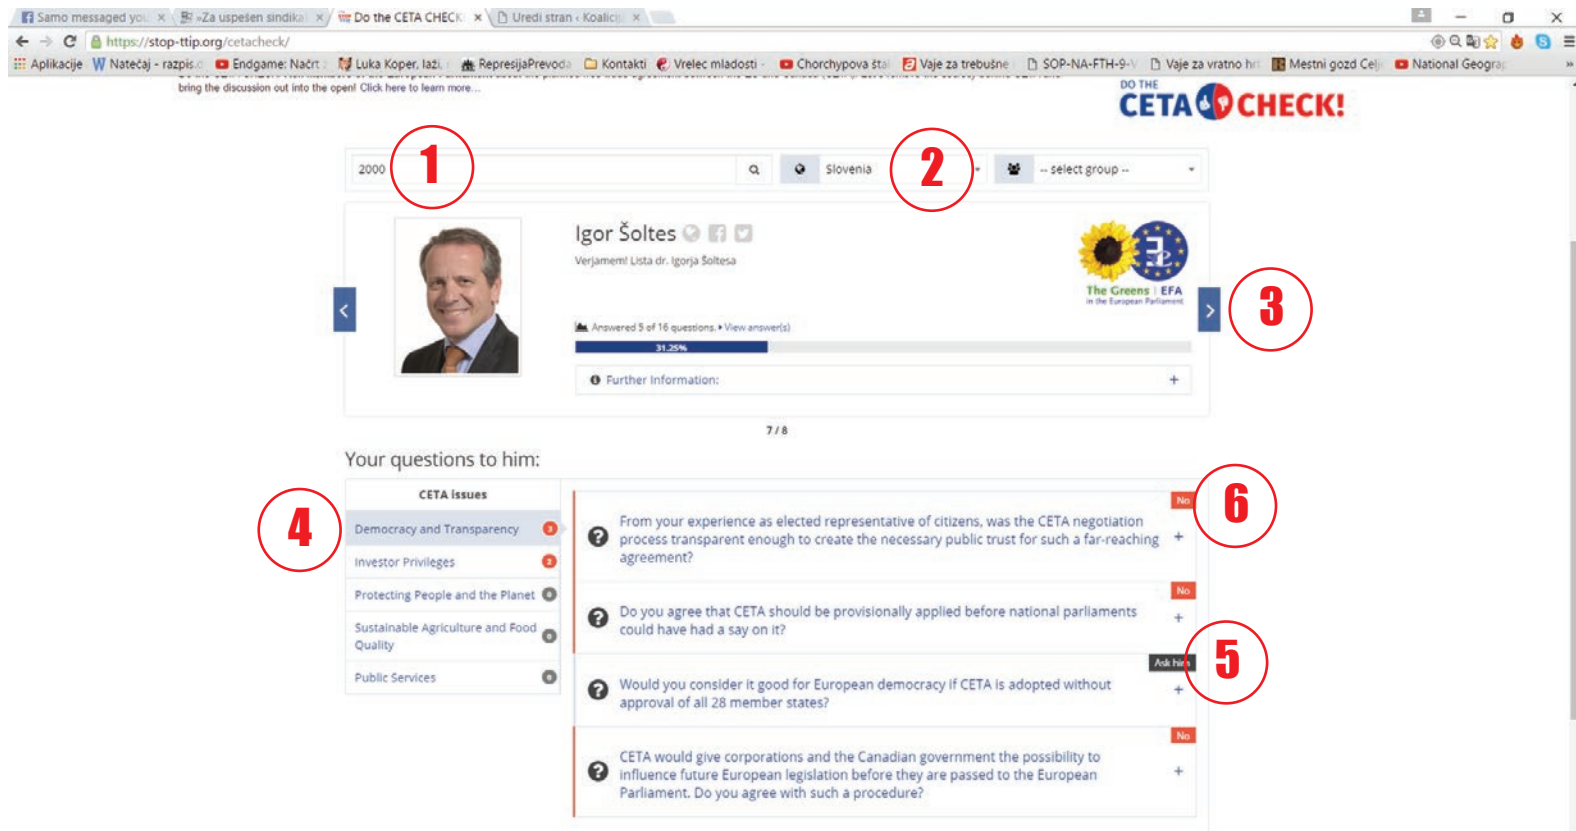 Samo messaged you
»Za uspešen sindika
Do the CETA CHECK
Uredi stran ‹ Koalicij
https://stop-ttip.org/cetacheck/
Aplikacije
Natečaj - razpis.
Endgame: Načrt z
Luka Koper, laži,
RepresijaPrevod
Kontakti
Vrelec mladosti -
Chorchypova štal
Vaje za trebušne
SOP-NA-FTH-9-V
Vaje za vratno hrt
Mestni gozd Celj
National Geograp
bring the discussion out into the open! Click here to learn more...
DO THE
CETA CHECK!
2000
1
Slovenia
2
-- select group --
Igor Šoltes
Verjamem! Lista dr. Igorja Šoltesa
The Greens | EFA
in the European Parliament
3
Answered 5 of 16 questions. View answer(s)
31.25%
Further Information:
+
7 / 8
Your questions to him:
CETA issues
4
Democracy and Transparency 3
Investor Privileges 2
Protecting People and the Planet 0
Sustainable Agriculture and Food
Quality 0
Public Services 0
No
6
From your experience as elected representative of citizens, was the CETA negotiation
process transparent enough to create the necessary public trust for such a far-reaching
agreement?
+
No
Do you agree that CETA should be provisionally applied before national parliaments
could have had a say on it?
+
Ask him
5
Would you consider it good for European democracy if CETA is adopted without
approval of all 28 member states?
+
No
CETA would give corporations and the Canadian government the possibility to
influence future European legislation before they are passed to the European
Parliament. Do you agree with such a procedure?
+